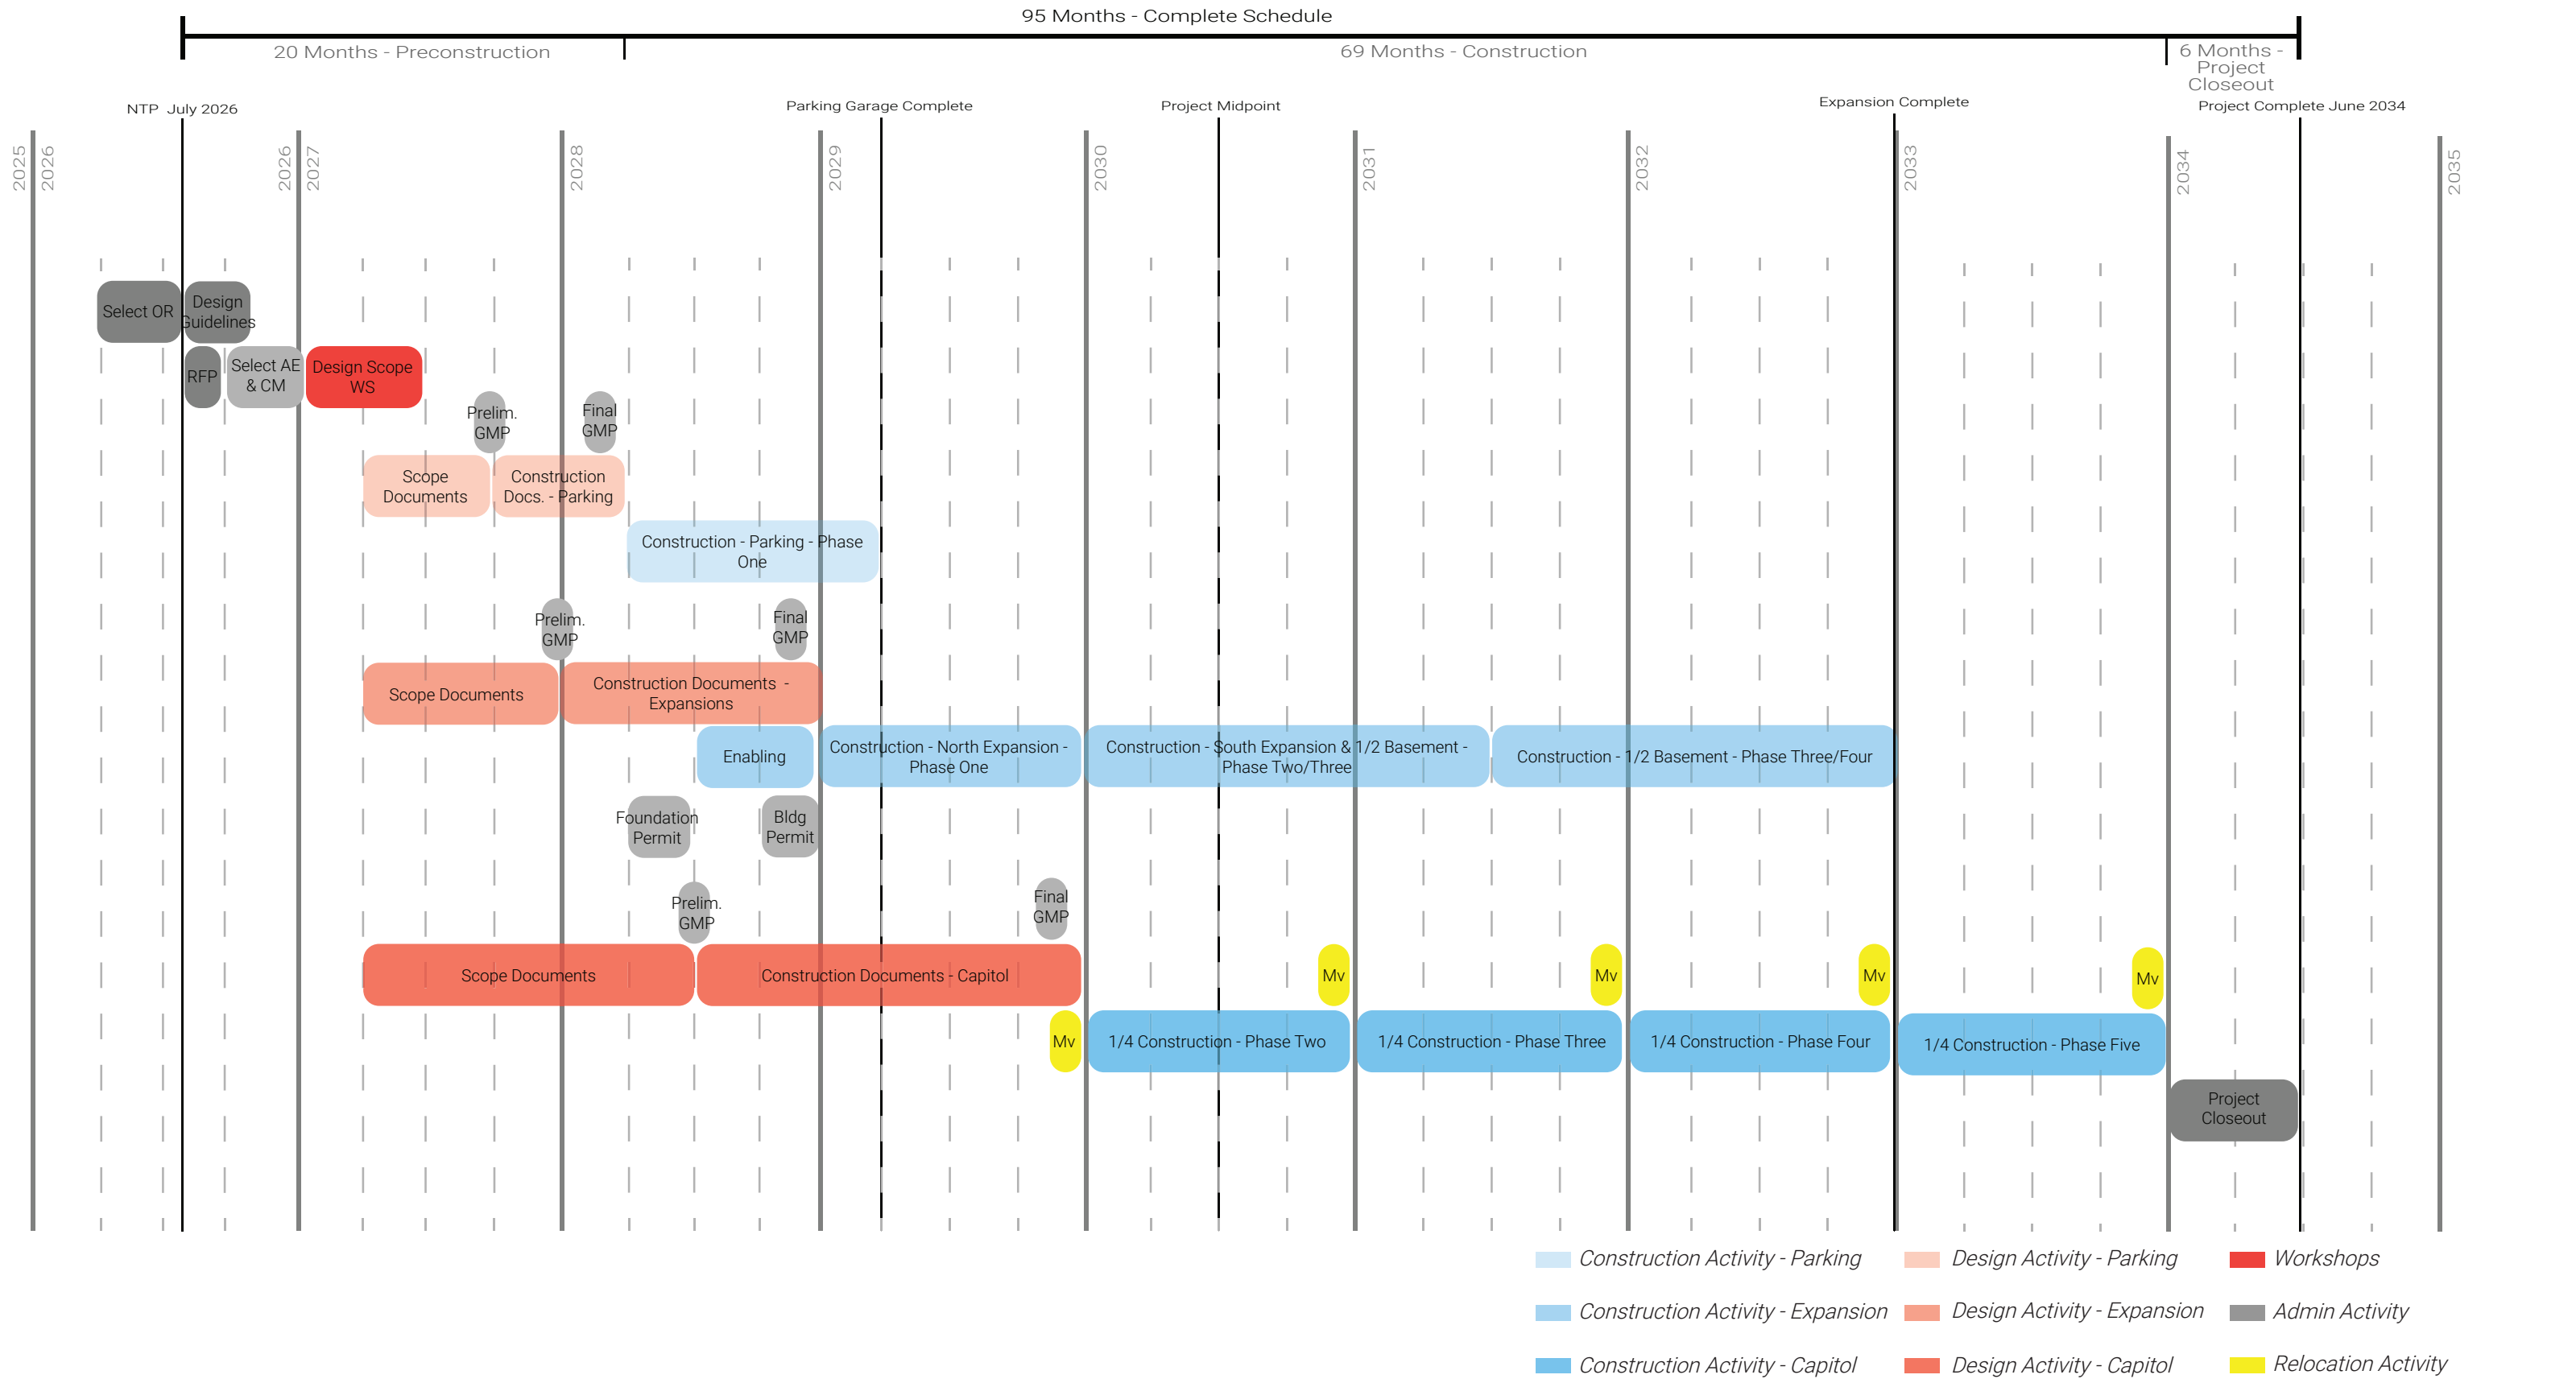 95 Months - Complete Schedule
20 Months - Preconstruction
69 Months - Construction
6 Months -
Project
Closeout
NTP  July 2026
Parking Garage Complete
Project Midpoint
Expansion Complete
Project Complete June 2034
2025
2026
2026
2027
2028
2029
2030
2031
2032
2033
2034
2035
Select OR
Design
Guidelines
RFP
Select AE
& CM
Design Scope
WS
Prelim.
GMP
Final
GMP
Scope
Documents
Construction
Docs. - Parking
Construction - Parking - Phase
One
Prelim.
GMP
Final
GMP
Scope Documents
Construction Documents  -
Expansions
Enabling
Construction - North Expansion -
Phase One
Construction - South Expansion & 1/2 Basement -
Phase Two/Three
Construction - 1/2 Basement - Phase Three/Four
Foundation
Permit
Bldg
Permit
Prelim.
GMP
Final
GMP
Scope Documents
Construction Documents - Capitol
Mv
Mv
Mv
Mv
Mv
1/4 Construction - Phase Two
1/4 Construction - Phase Three
1/4 Construction - Phase Four
1/4 Construction - Phase Five
Project
Closeout
Construction Activity - Parking
Design Activity - Parking
Workshops
Construction Activity - Expansion
Design Activity - Expansion
Admin Activity
Construction Activity - Capitol
Design Activity - Capitol
Relocation Activity